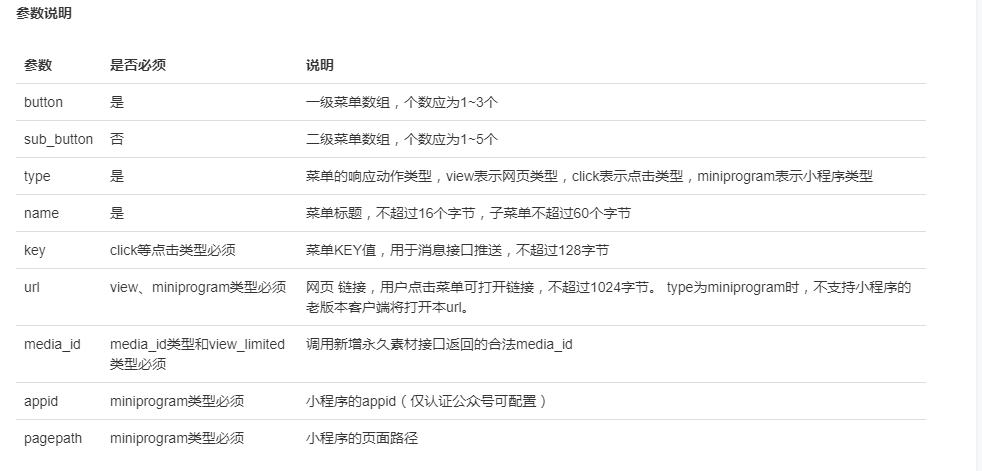 参数说明
参数 是否必须 说明
button 是 一级菜单数组，个数应为1~3个
sub_button 否 二级菜单数组，个数应为1~5个
type 是 菜单的响应动作类型，view表示网页类型，click表示点击类型，miniprogram表示小程序类型
name 是 菜单标题，不超过16个字节，子菜单不超过60个字节
key click等点击类型必须 菜单KEY值，用于消息接口推送，不超过128字节
url view、miniprogram类型必须 网页 链接，用户点击菜单可打开链接，不超过1024字节。 type为miniprogram时，不支持小程序的
老版本客户端将打开本url。
media_id media_id类型和view_limited 调用新增永久素材接口返回的合法media_id
类型必须
appid miniprogram类型必须 小程序的appid（仅认证公众号可配置）
pagepath miniprogram类型必须 小程序的页面路径